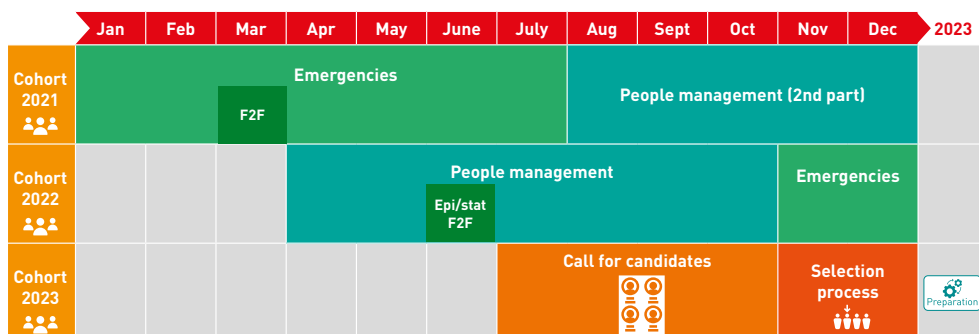 Jan Feb Mar Apr May June July Aug Sept Oct Nov Dec 2023
Cohort
2021
Emergencies
F2F
People management (2nd part)
Cohort
2022
People management
Epi/stat
F2F
Emergencies
Cohort
2023
Call for candidates
Selection
process
Preparation